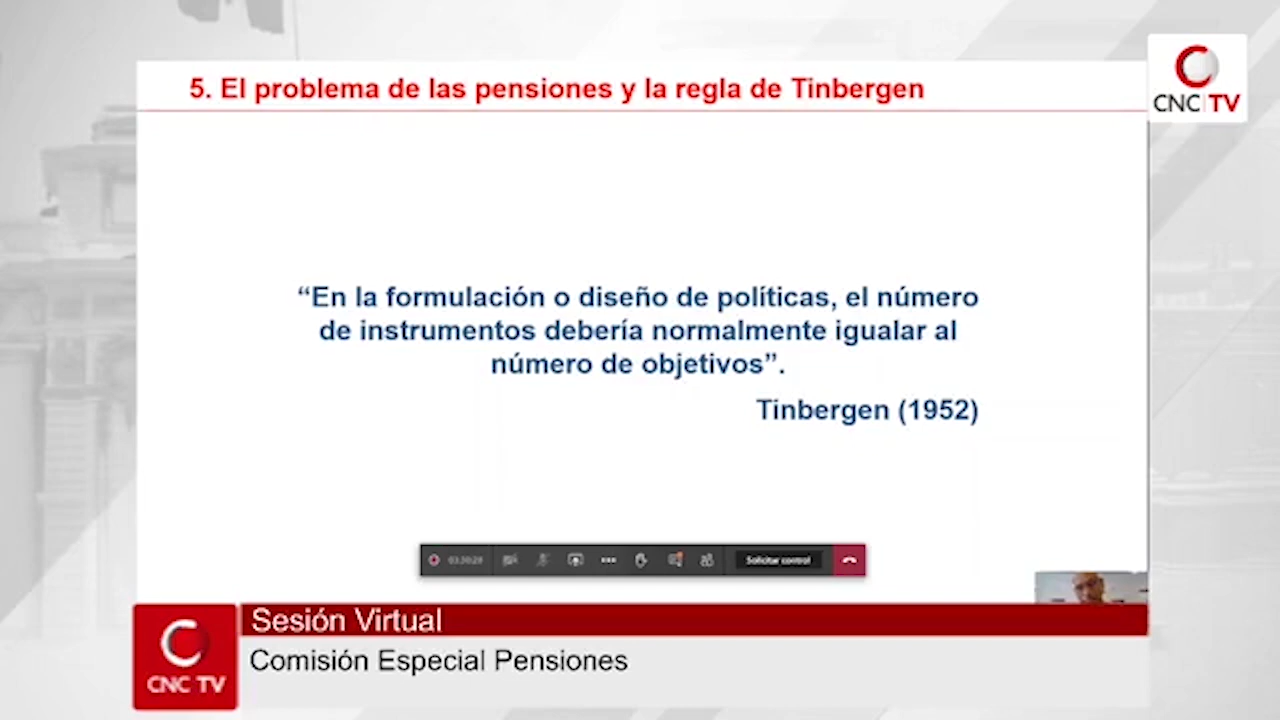 5. El problema de las pensiones y la regla de Tinbergen
CNC TV
“En la formulación o diseño de políticas, el número
de instrumentos debería normalmente igualar al
número de objetivos”.
Tinbergen (1952)
Solicitar control
Sesión Virtual
Comisión Especial Pensiones
CNC TV